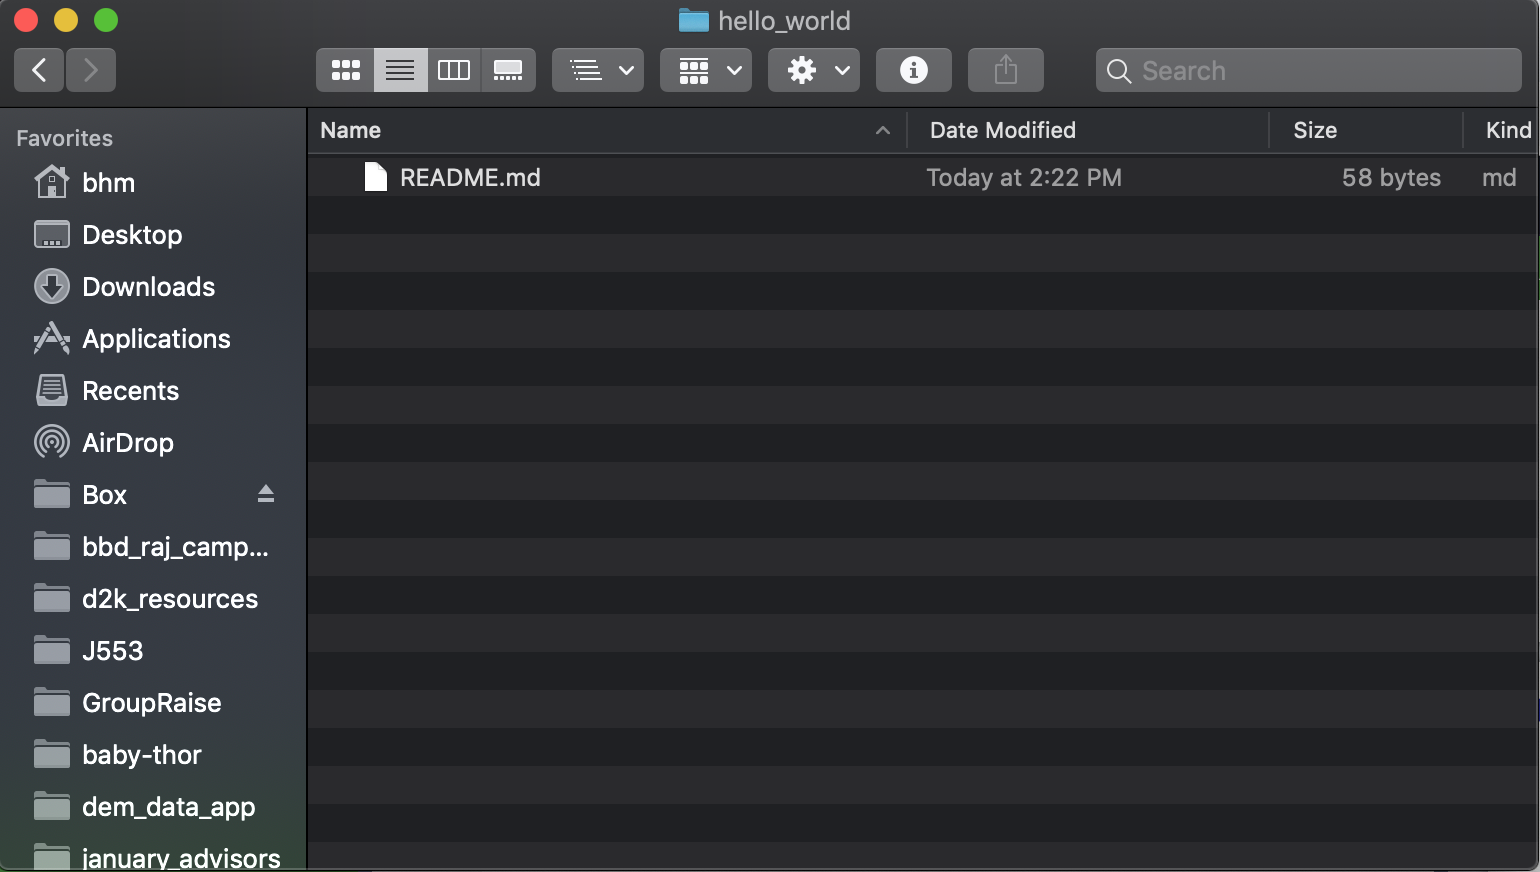 hello_world
Search
Favorites
bhm
Desktop
Downloads
Applications
Recents
AirDrop
Box
bbd_raj_camp...
d2k_resources
J553
GroupRaise
baby-thor
dem_data_app
january_advisors
Name Date Modified Size Kind
README.md Today at 2:22 PM 58 bytes md